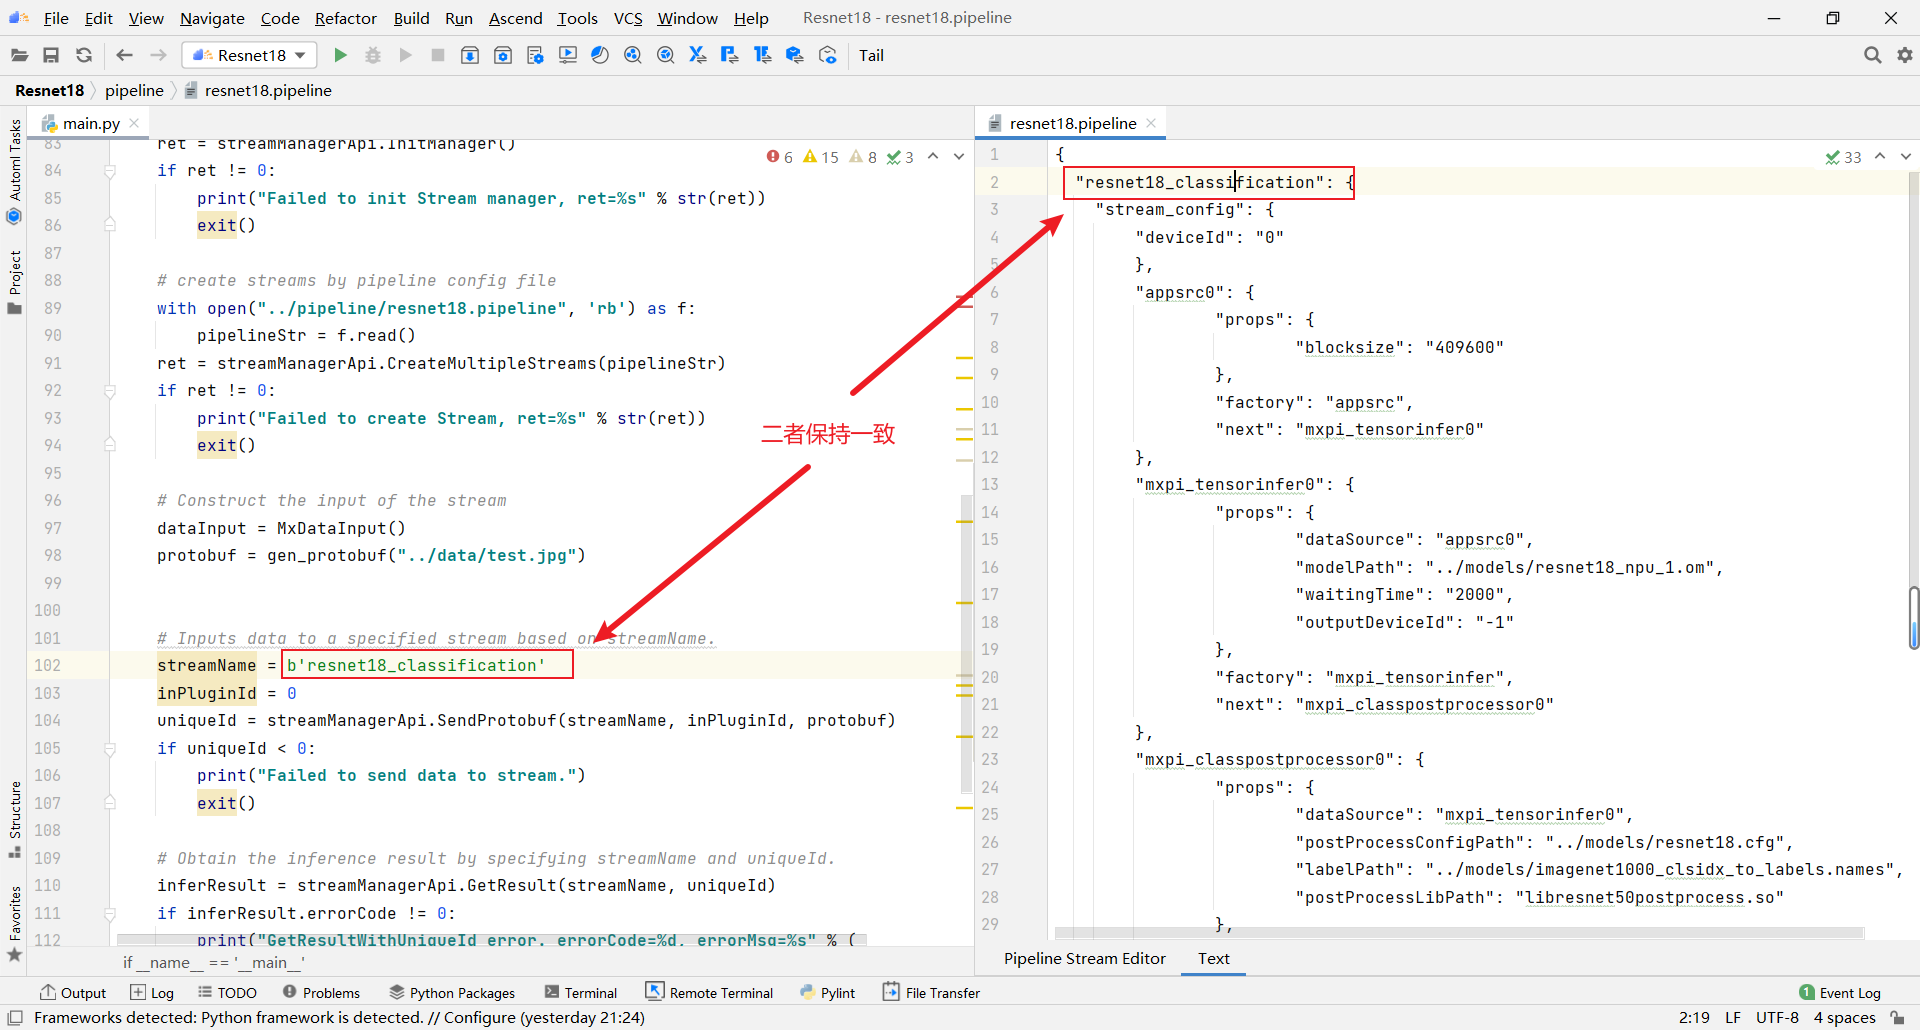 File Edit View Navigate Code Refactor Build Run Ascend Tools VCS Window Help Resnet18 - resnet18.pipeline
Resnet18 Tail
Resnet18 pipeline resnet18.pipeline
Automl Tasks
Project
Structure
Favorites
main.py
6 15 8 3
83 ret = streamManagerApi.InitManager()
84 if ret != 0:
85 print("Failed to init Stream manager, ret=%s" % str(ret))
86 exit()
87
88 # create streams by pipeline config file
89 with open("../pipeline/resnet18.pipeline", 'rb') as f:
90 pipelineStr = f.read()
91 ret = streamManagerApi.CreateMultipleStreams(pipelineStr)
92 if ret != 0:
93 print("Failed to create Stream, ret=%s" % str(ret))
94 exit()
95
96 # Construct the input of the stream
97 dataInput = MxDataInput()
98 protobuf = gen_protobuf("../data/test.jpg")
99
100
101 # Inputs data to a specified stream based on streamName.
102 streamName = b'resnet18_classification'
103 inPluginId = 0
104 uniqueId = streamManagerApi.SendProtobuf(streamName, inPluginId, protobuf)
105 if uniqueId < 0:
106 print("Failed to send data to stream.")
107 exit()
108
109 # Obtain the inference result by specifying streamName and uniqueId.
110 inferResult = streamManagerApi.GetResult(streamName, uniqueId)
111 if inferResult.errorCode != 0:
112 print("GetResultWithUniqueId error. errorCode=%d, errorMsg=%s" % (
if __name__ == '__main__'
二者保持一致
resnet18.pipeline
33
1 {
2 "resnet18_classification": {
3 "stream_config": {
4 "deviceId": "0"
5 },
6 "appsrc0": {
7 "props": {
8 "blocksize": "409600"
9 },
10 "factory": "appsrc",
11 "next": "mxpi_tensorinfer0"
12 },
13 "mxpi_tensorinfer0": {
14 "props": {
15 "dataSource": "appsrc0",
16 "modelPath": "../models/resnet18_npu_1.om",
17 "waitingTime": "2000",
18 "outputDeviceId": "-1"
19 },
20 "factory": "mxpi_tensorinfer",
21 "next": "mxpi_classpostprocessor0"
22 },
23 "mxpi_classpostprocessor0": {
24 "props": {
25 "dataSource": "mxpi_tensorinfer0",
26 "postProcessConfigPath": "../models/resnet18.cfg",
27 "labelPath": "../models/imagenet1000_clsidx_to_labels.names",
28 "postProcessLibPath": "libresnet50postprocess.so"
29 },
Pipeline Stream Editor Text
Output Log TODO Problems Python Packages Terminal Remote Terminal Pylint File Transfer 1 Event Log
Frameworks detected: Python framework is detected. // Configure (yesterday 21:24) 2:19 LF UTF-8 4 spaces